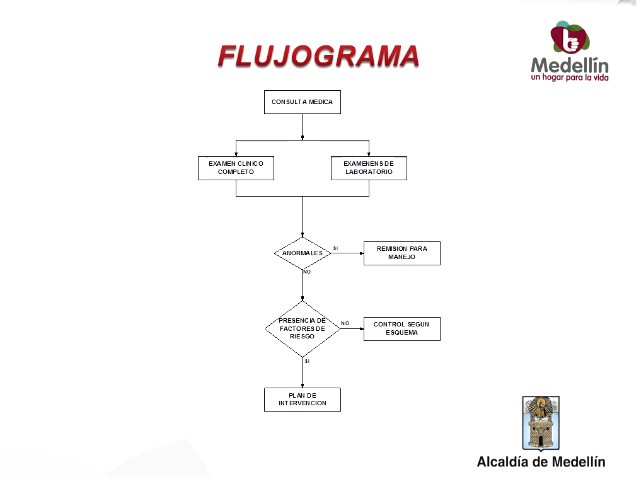 FLUJOGRAMA
Medellín
un hogar para la vida
CONSULTA MEDICA
EXAMEN CLINICO
COMPLETO
EXAMENENS DE
LABORATORIO
ANORMALES
SI
REMISION PARA
MANEJO
NO
PRESENCIA DE
FACTORES DE
RIESGO
NO
CONTROL SEGUN
ESQUEMA
SI
PLAN DE
INTERVENCION
Alcaldía de Medellín